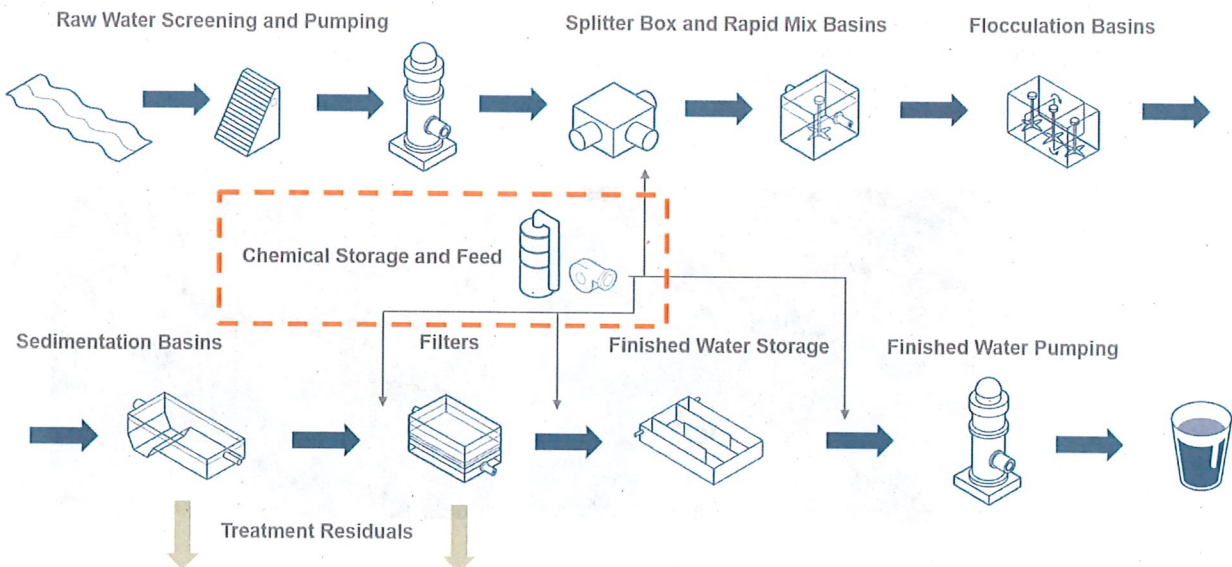 Raw Water Screening and Pumping
Splitter Box and Rapid Mix Basins
Flocculation Basins
Chemical Storage and Feed
Sedimentation Basins
Filters
Finished Water Storage
Finished Water Pumping
Treatment Residuals